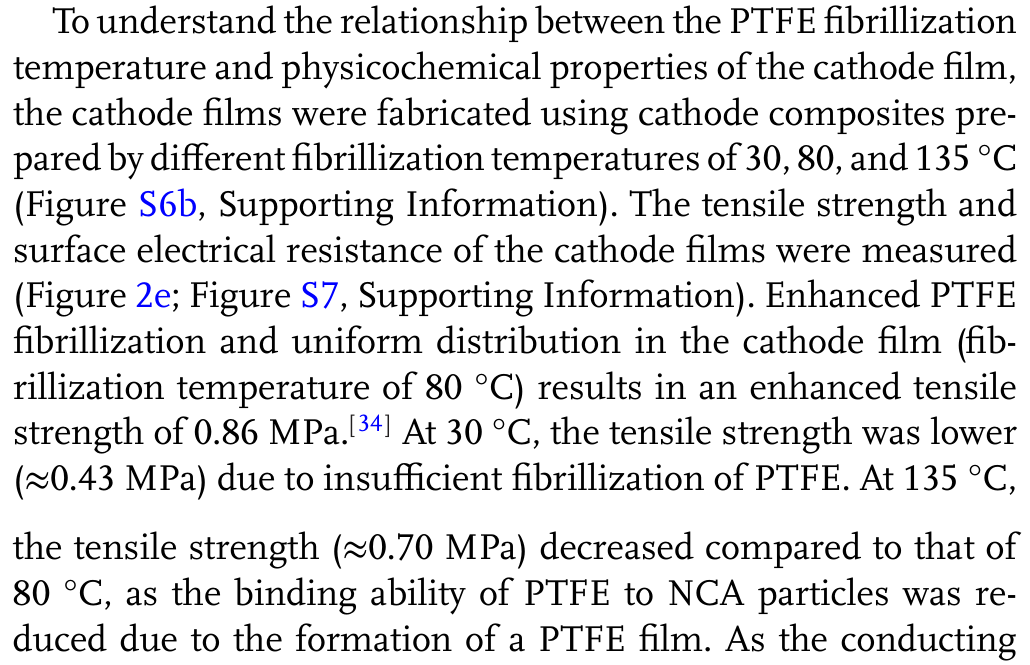 To understand the relationship between the PTFE fibrillization
temperature and physicochemical properties of the cathode film,
the cathode films were fabricated using cathode composites pre-
pared by different fibrillization temperatures of 30, 80, and 135 °C
(Figure S6b, Supporting Information). The tensile strength and
surface electrical resistance of the cathode films were measured
(Figure 2e; Figure S7, Supporting Information). Enhanced PTFE
fibrillization and uniform distribution in the cathode film (fib-
rillization temperature of 80 °C) results in an enhanced tensile
strength of 0.86 MPa.[34] At 30 °C, the tensile strength was lower
(≈0.43 MPa) due to insufficient fibrillization of PTFE. At 135 °C,
the tensile strength (≈0.70 MPa) decreased compared to that of
80 °C, as the binding ability of PTFE to NCA particles was re-
duced due to the formation of a PTFE film. As the conducting